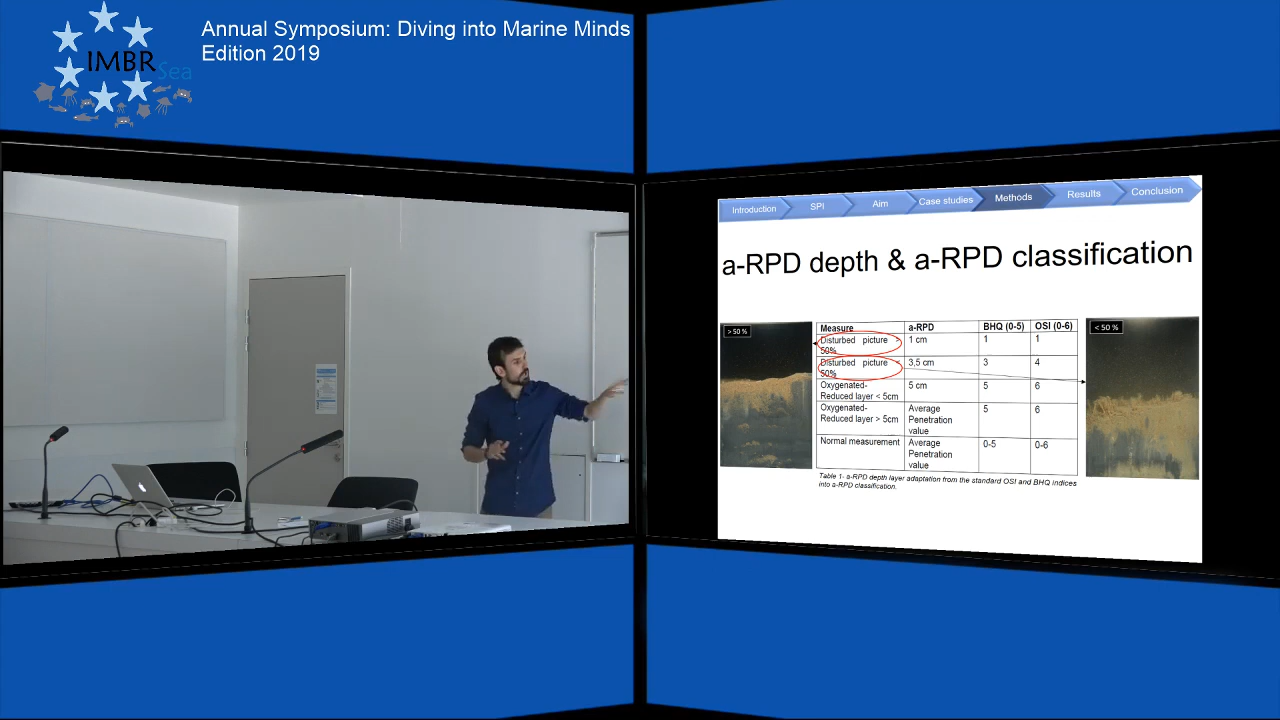 Annual Symposium: Diving into Marine Minds
Edition 2019
IMBRSea
Introduction
SPI
Aim
Case studies
Methods
Results
Conclusion
a-RPD depth & a-RPD classification
> 50 %
< 50 %
Measure a-RPD BHQ (0-5) OSI (0-6)
Disturbed picture
50% 1 cm 1 1
Disturbed picture
50% 3,5 cm 3 4
Oxygenated-
Reduced layer < 5cm 5 cm 5 6
Oxygenated-
Reduced layer > 5cm Average
Penetration
value 5 6
Normal measurement Average
Penetration
value 0-5 0-6
Table 1- a-RPD depth layer adaptation from the standard OSI and BHQ indices
into a-RPD classification.